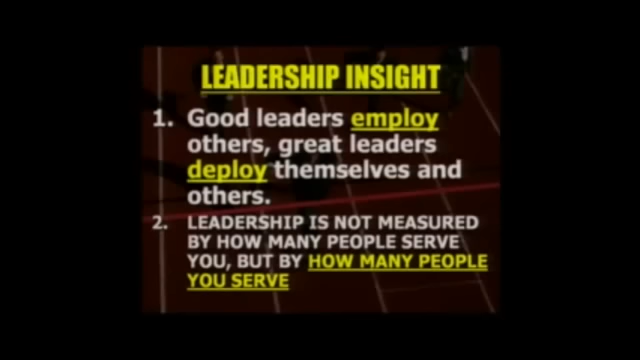 LEADERSHIP INSIGHT
1. Good leaders employ
others, great leaders
deploy themselves and
others.
2. LEADERSHIP IS NOT MEASURED
BY HOW MANY PEOPLE SERVE
YOU, BUT BY HOW MANY PEOPLE
YOU SERVE